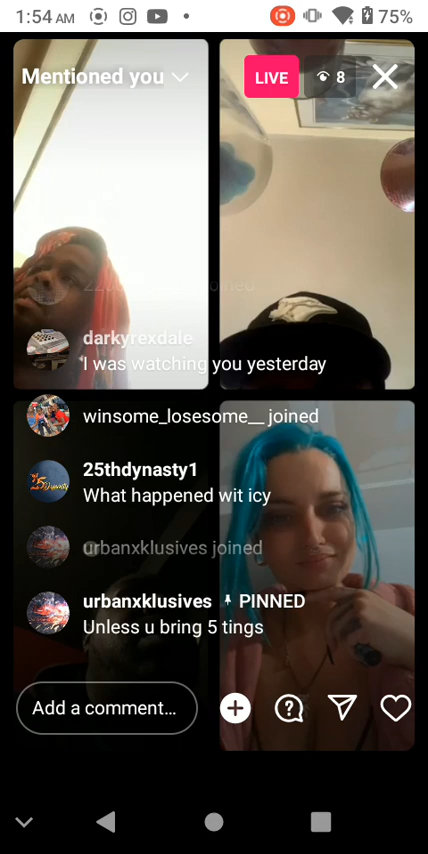 1:54 AM
75%
Mentioned you
LIVE
8
joined
darkyrexdale
I was watching you yesterday
winsome_losesome__ joined
25thdynasty1
What happened wit icy
urbanxklusives joined
urbanxklusives PINNED
Unless u bring 5 tings
Add a comment...